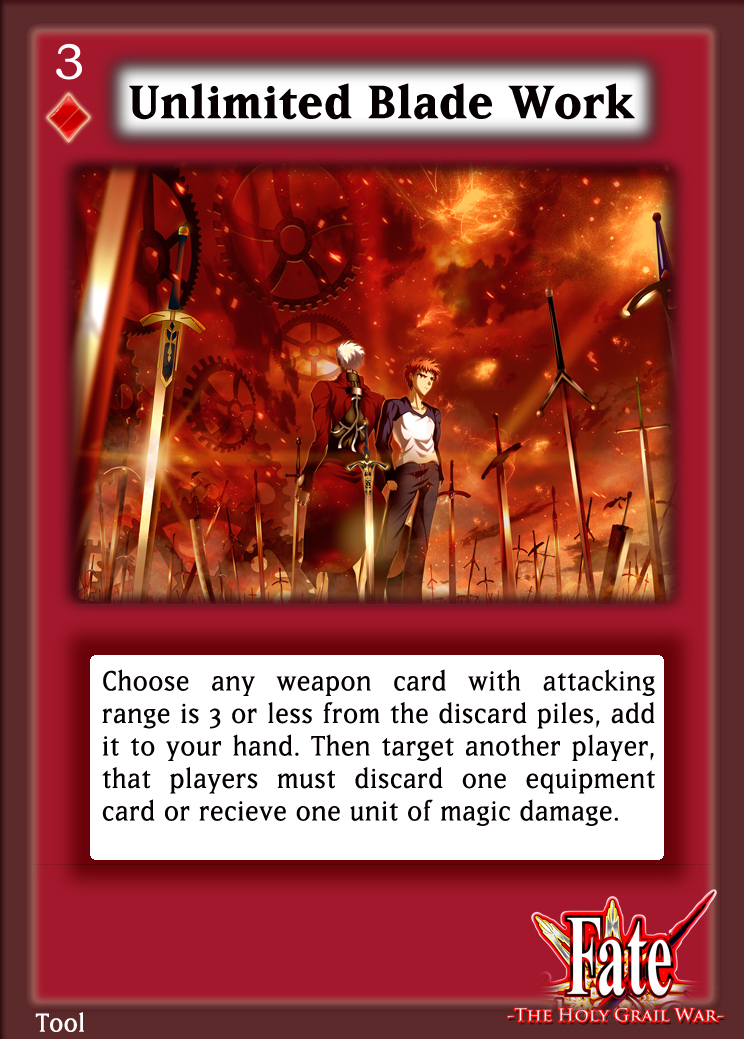 3
Unlimited Blade Work
Choose any weapon card with attacking
range is 3 or less from the discard piles, add
it to your hand. Then target another player,
that players must discard one equipment
card or recieve one unit of magic damage.
Fate
-THE HOLY GRAIL WAR-
Tool